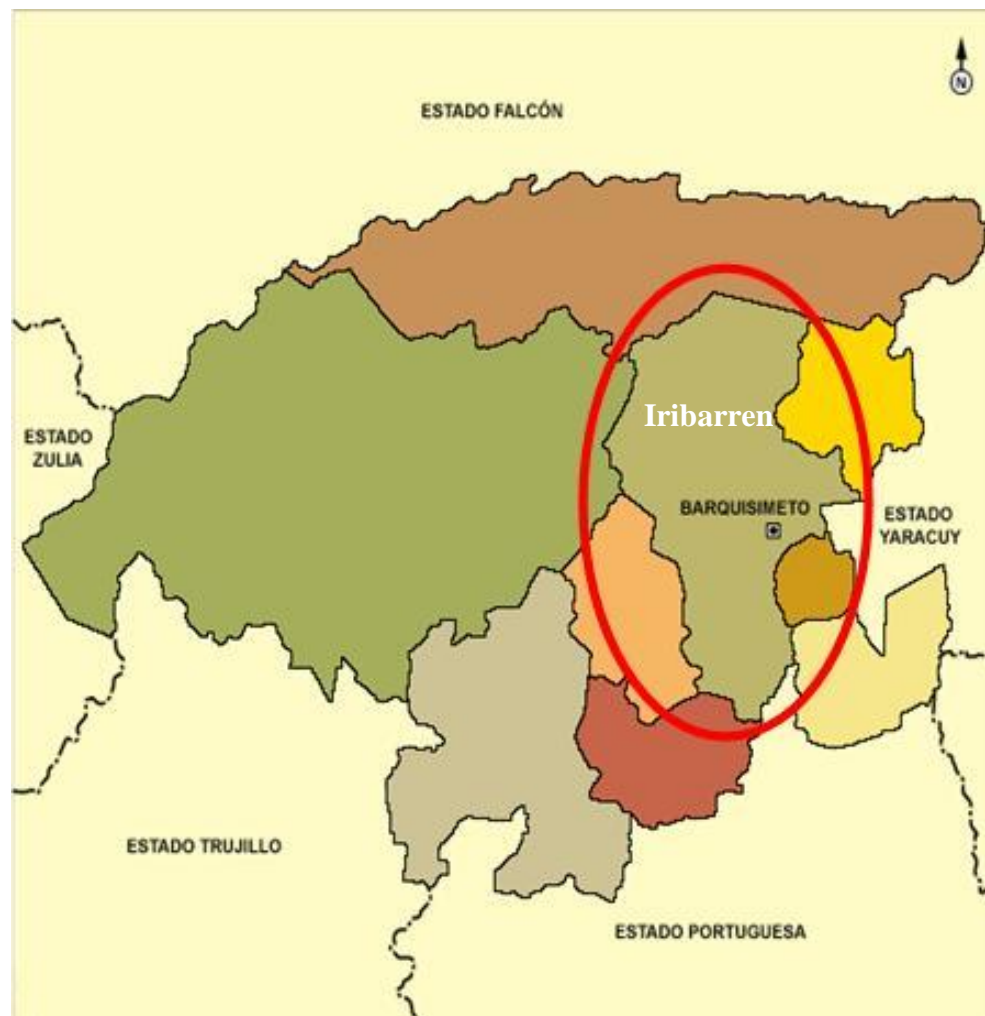 N
ESTADO FALCÓN
Iribarren
ESTADO
ZULIA
BARQUISIMETO
ESTADO
YARACUY
ESTADO TRUJILLO
ESTADO PORTUGUESA